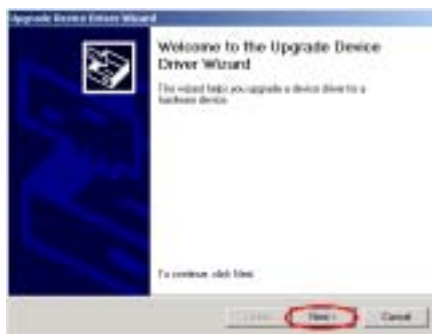 Upgrade Device Driver Wizard
Welcome to the Upgrade Device
Driver Wizard
This wizard helps you upgrade a device driver for a
hardware device.
To continue, click Next.
Next >
Cancel